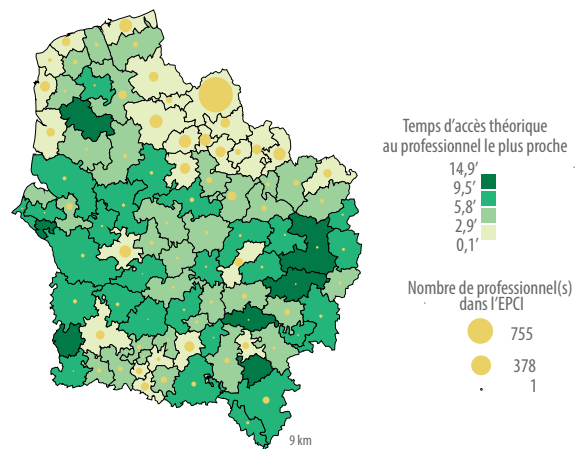 Temps d’accès théorique
au professionnel le plus proche
14,9’
9,5’
5,8’
2,9’
0,1’
Nombre de professionnel(s)
dans l’EPCI
755
378
1
9 km